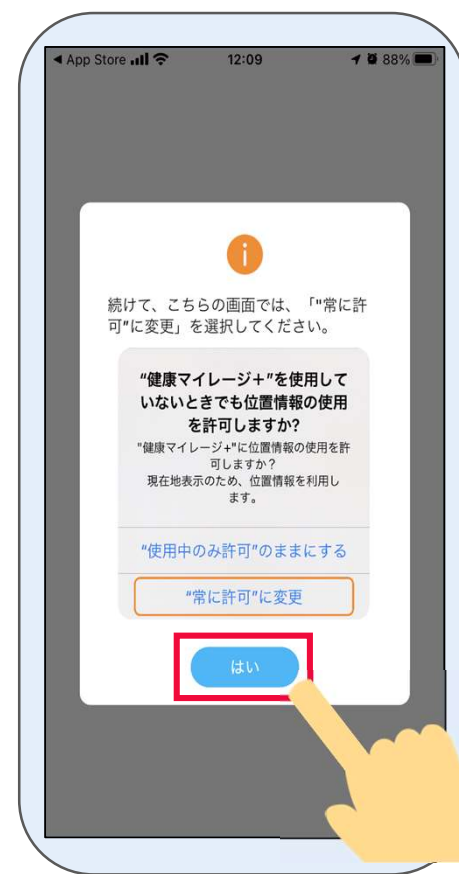 ◀ App Store 12:09 88%
i
続けて、こちらの画面では、「"常に許
可"に変更」を選択してください。
“健康マイレージ＋”を使用して
いないときでも位置情報の使用
を許可しますか?
"健康マイレージ+"に位置情報の使用を許
可しますか？
現在地表示のため、位置情報を利用し
ます。
“使用中のみ許可”のままにする
“常に許可”に変更
はい